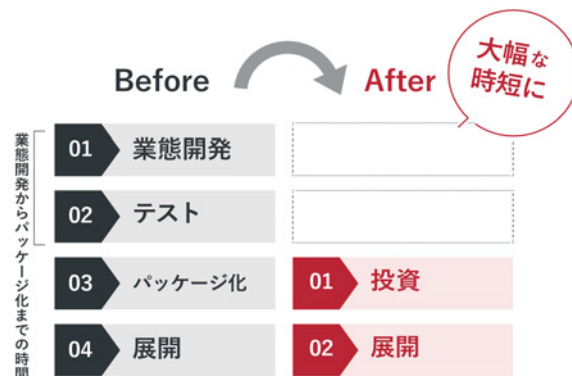 Before
After
大幅な
時短に
業態開発からパッケージ化までの時間
01 業態開発
02 テスト
03 パッケージ化
01 投資
04 展開
02 展開